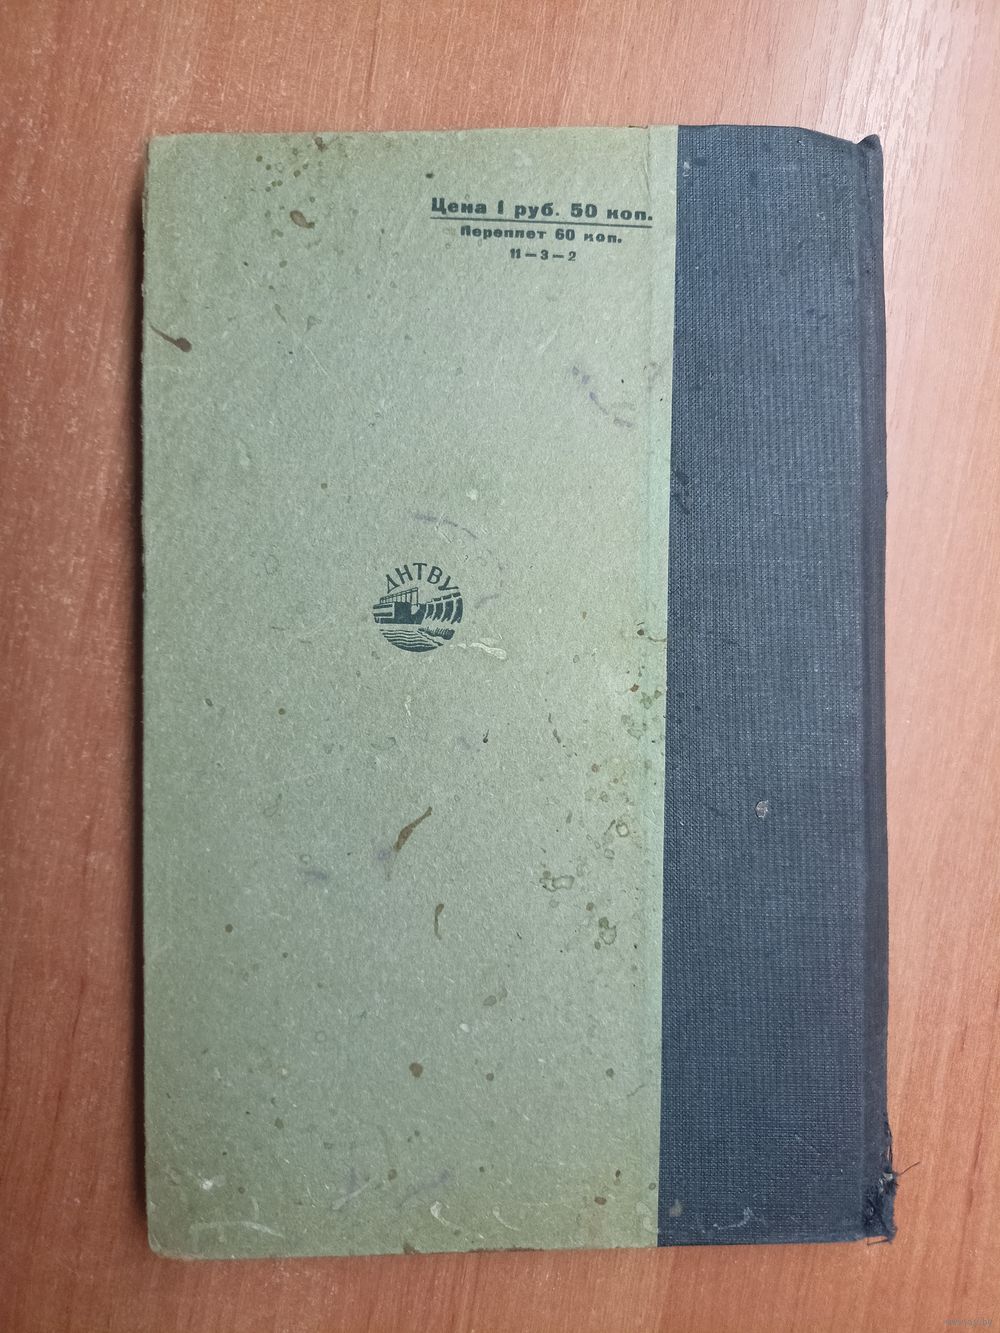 Цена 1 руб. 50 коп.
Переплет 60 коп.
11—3—2
ДНТВУ